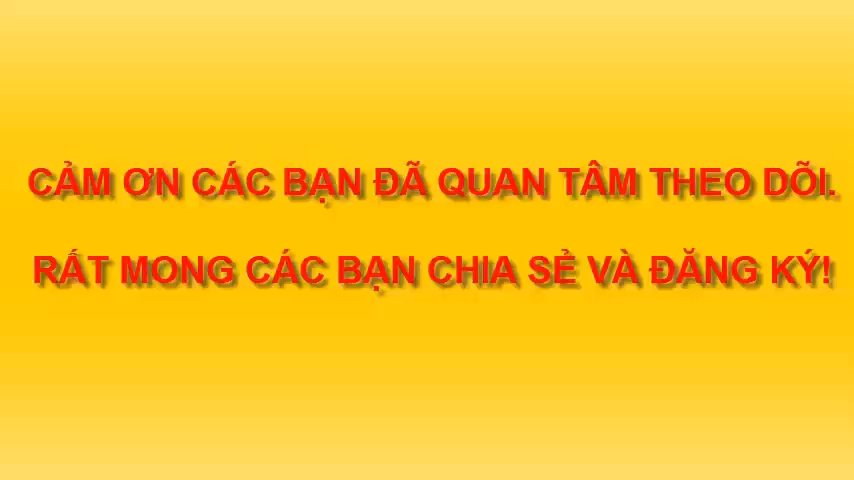 CẢM ƠN CÁC BẠN ĐÃ QUAN TÂM THEO DÕI.
RẤT MONG CÁC BẠN CHIA SẺ VÀ ĐĂNG KÝ!